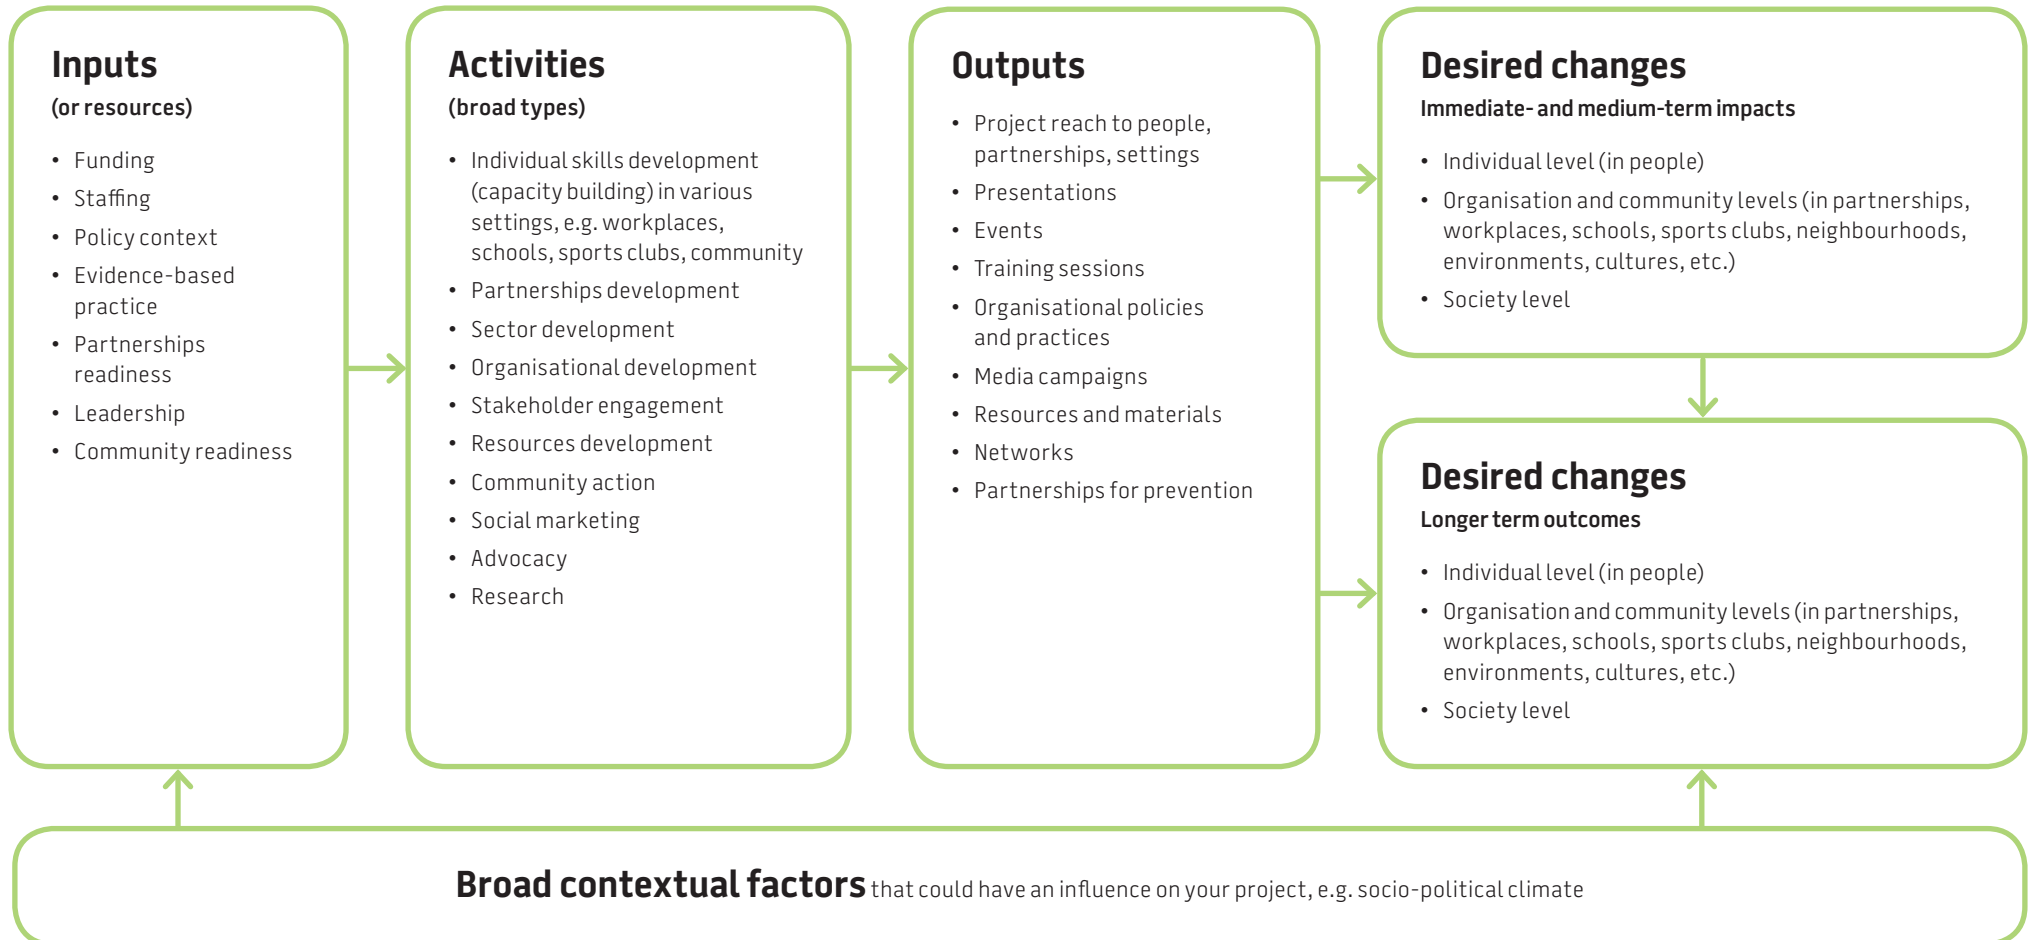 Inputs
(or resources)
• Funding
• Staffing
• Policy context
• Evidence-based
practice
• Partnerships
readiness
• Leadership
• Community readiness
Activities
(broad types)
• Individual skills development
(capacity building) in various
settings, e.g. workplaces,
schools, sports clubs, community
• Partnerships development
• Sector development
• Organisational development
• Stakeholder engagement
• Resources development
• Community action
• Social marketing
• Advocacy
• Research
Outputs
• Project reach to people,
partnerships, settings
• Presentations
• Events
• Training sessions
• Organisational policies
and practices
• Media campaigns
• Resources and materials
• Networks
• Partnerships for prevention
Desired changes
Immediate- and medium-term impacts
• Individual level (in people)
• Organisation and community levels (in partnerships,
workplaces, schools, sports clubs, neighbourhoods,
environments, cultures, etc.)
• Society level
Desired changes
Longer term outcomes
• Individual level (in people)
• Organisation and community levels (in partnerships,
workplaces, schools, sports clubs, neighbourhoods,
environments, cultures, etc.)
• Society level
Broad contextual factors that could have an influence on your project, e.g. socio-political climate